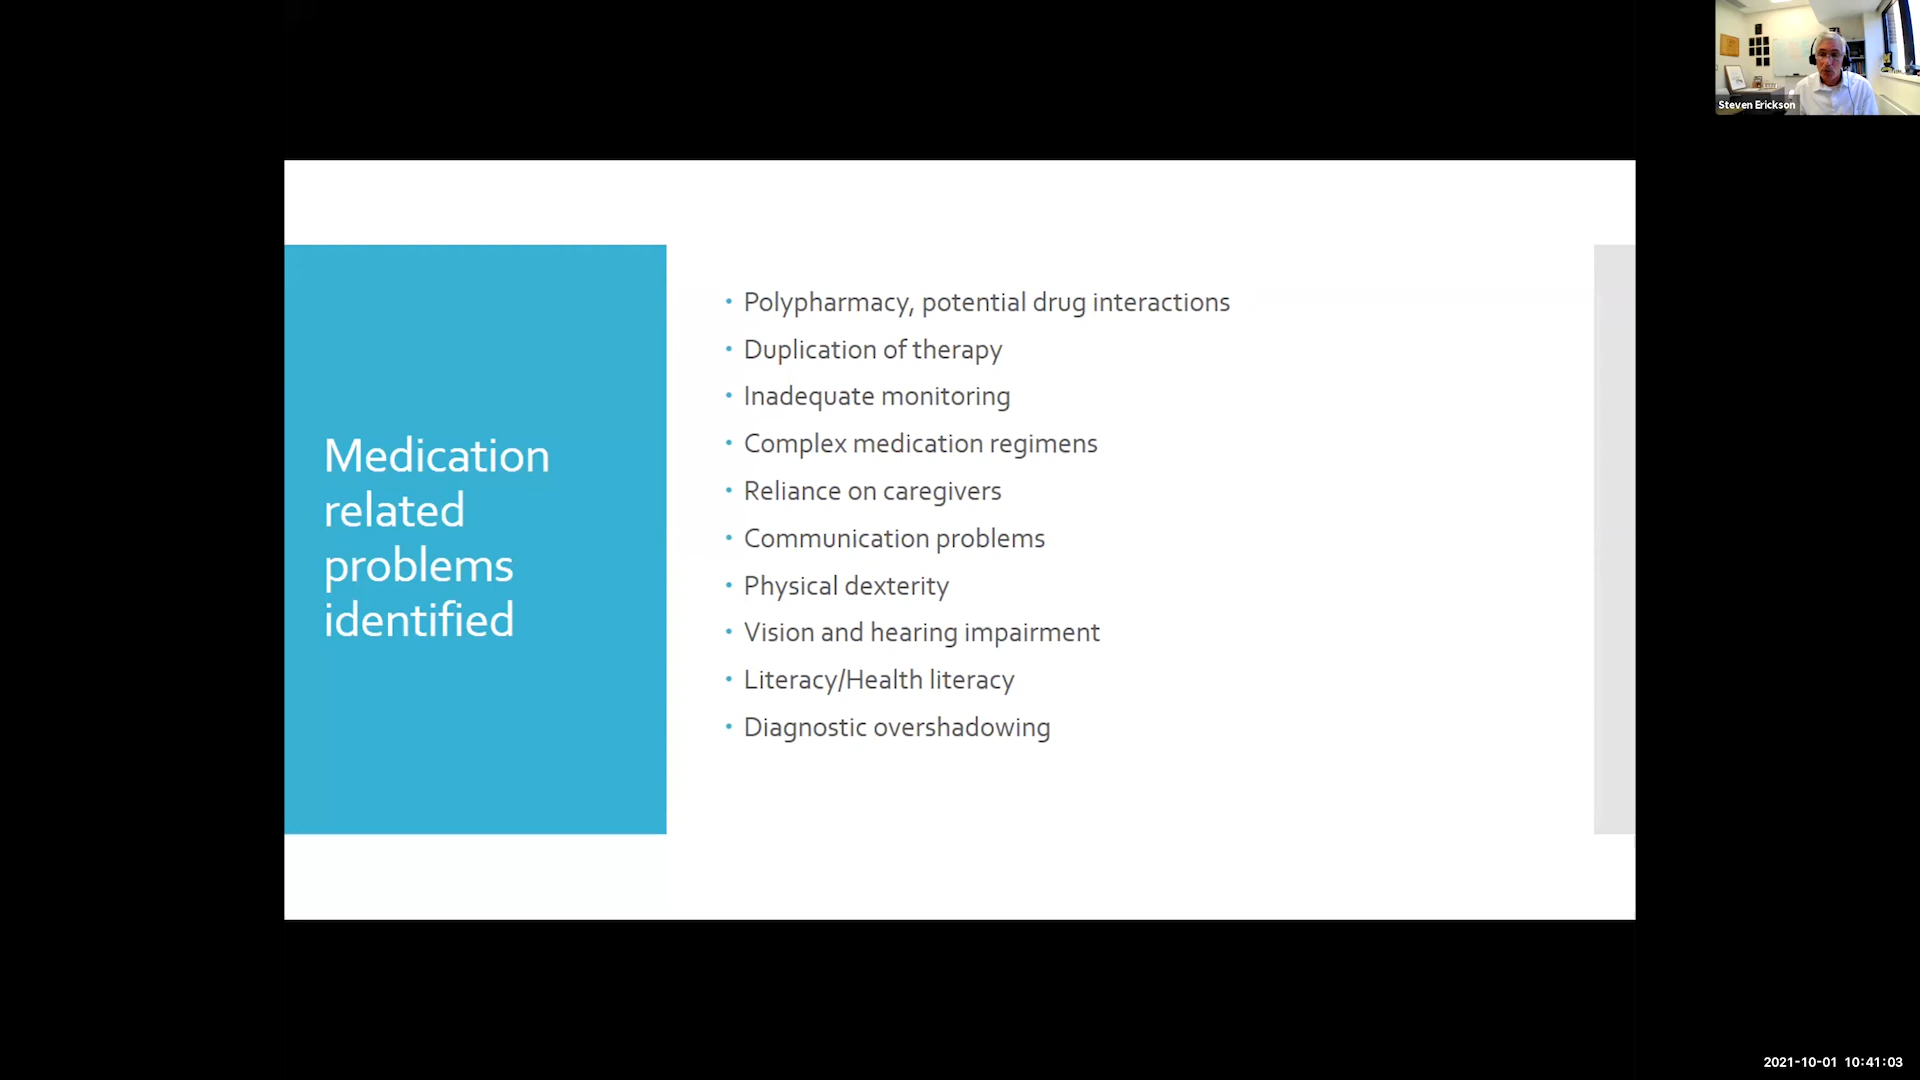 Steven Erickson
Medication
related
problems
identified
• Polypharmacy, potential drug interactions
• Duplication of therapy
• Inadequate monitoring
• Complex medication regimens
• Reliance on caregivers
• Communication problems
• Physical dexterity
• Vision and hearing impairment
• Literacy/Health literacy
• Diagnostic overshadowing
2021-10-01 10:41:03